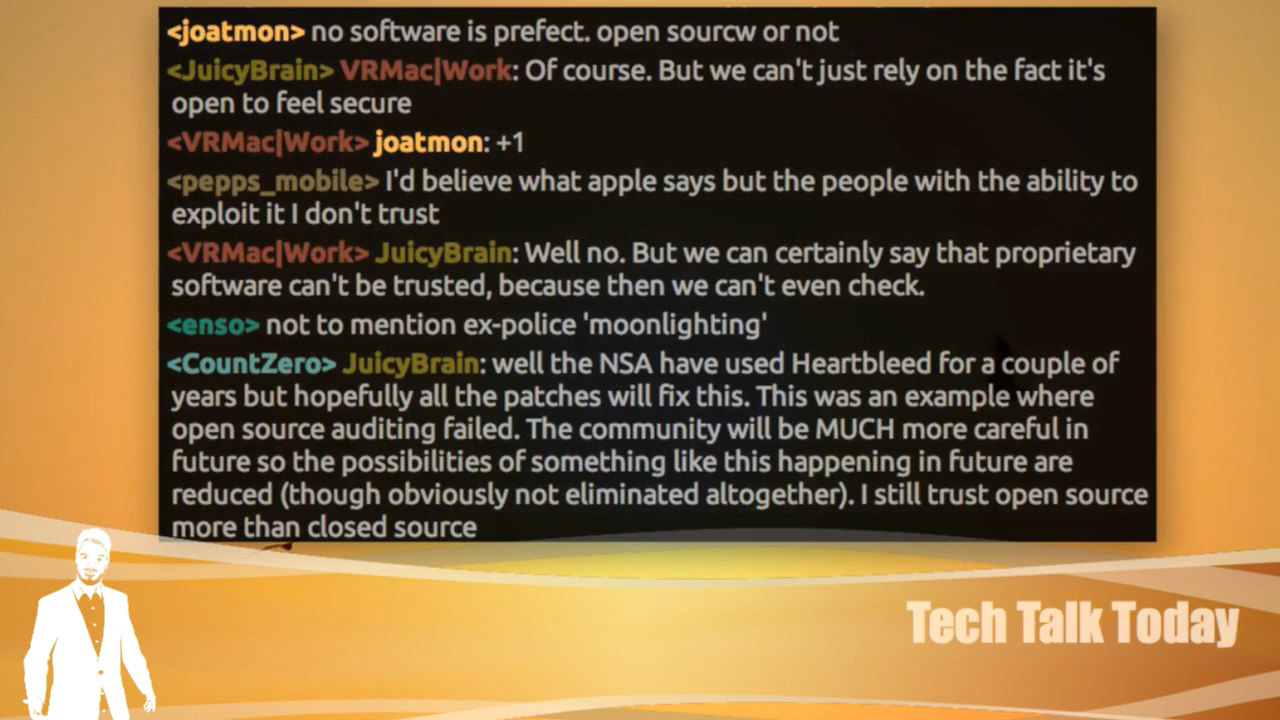 <joatmon> no software is prefect. open sourcw or not
<JuicyBrain> VRMac|Work: Of course. But we can't just rely on the fact it's
open to feel secure
<VRMac|Work> joatmon: +1
<pepps_mobile> I'd believe what apple says but the people with the ability to
exploit it I don't trust
<VRMac|Work> JuicyBrain: Well no. But we can certainly say that proprietary
software can't be trusted, because then we can't even check.
<enso> not to mention ex-police 'moonlighting'
<CountZero> JuicyBrain: well the NSA have used Heartbleed for a couple of
years but hopefully all the patches will fix this. This was an example where
open source auditing failed. The community will be MUCH more careful in
future so the possibilities of something like this happening in future are
reduced (though obviously not eliminated altogether). I still trust open source
more than closed source
Tech Talk Today